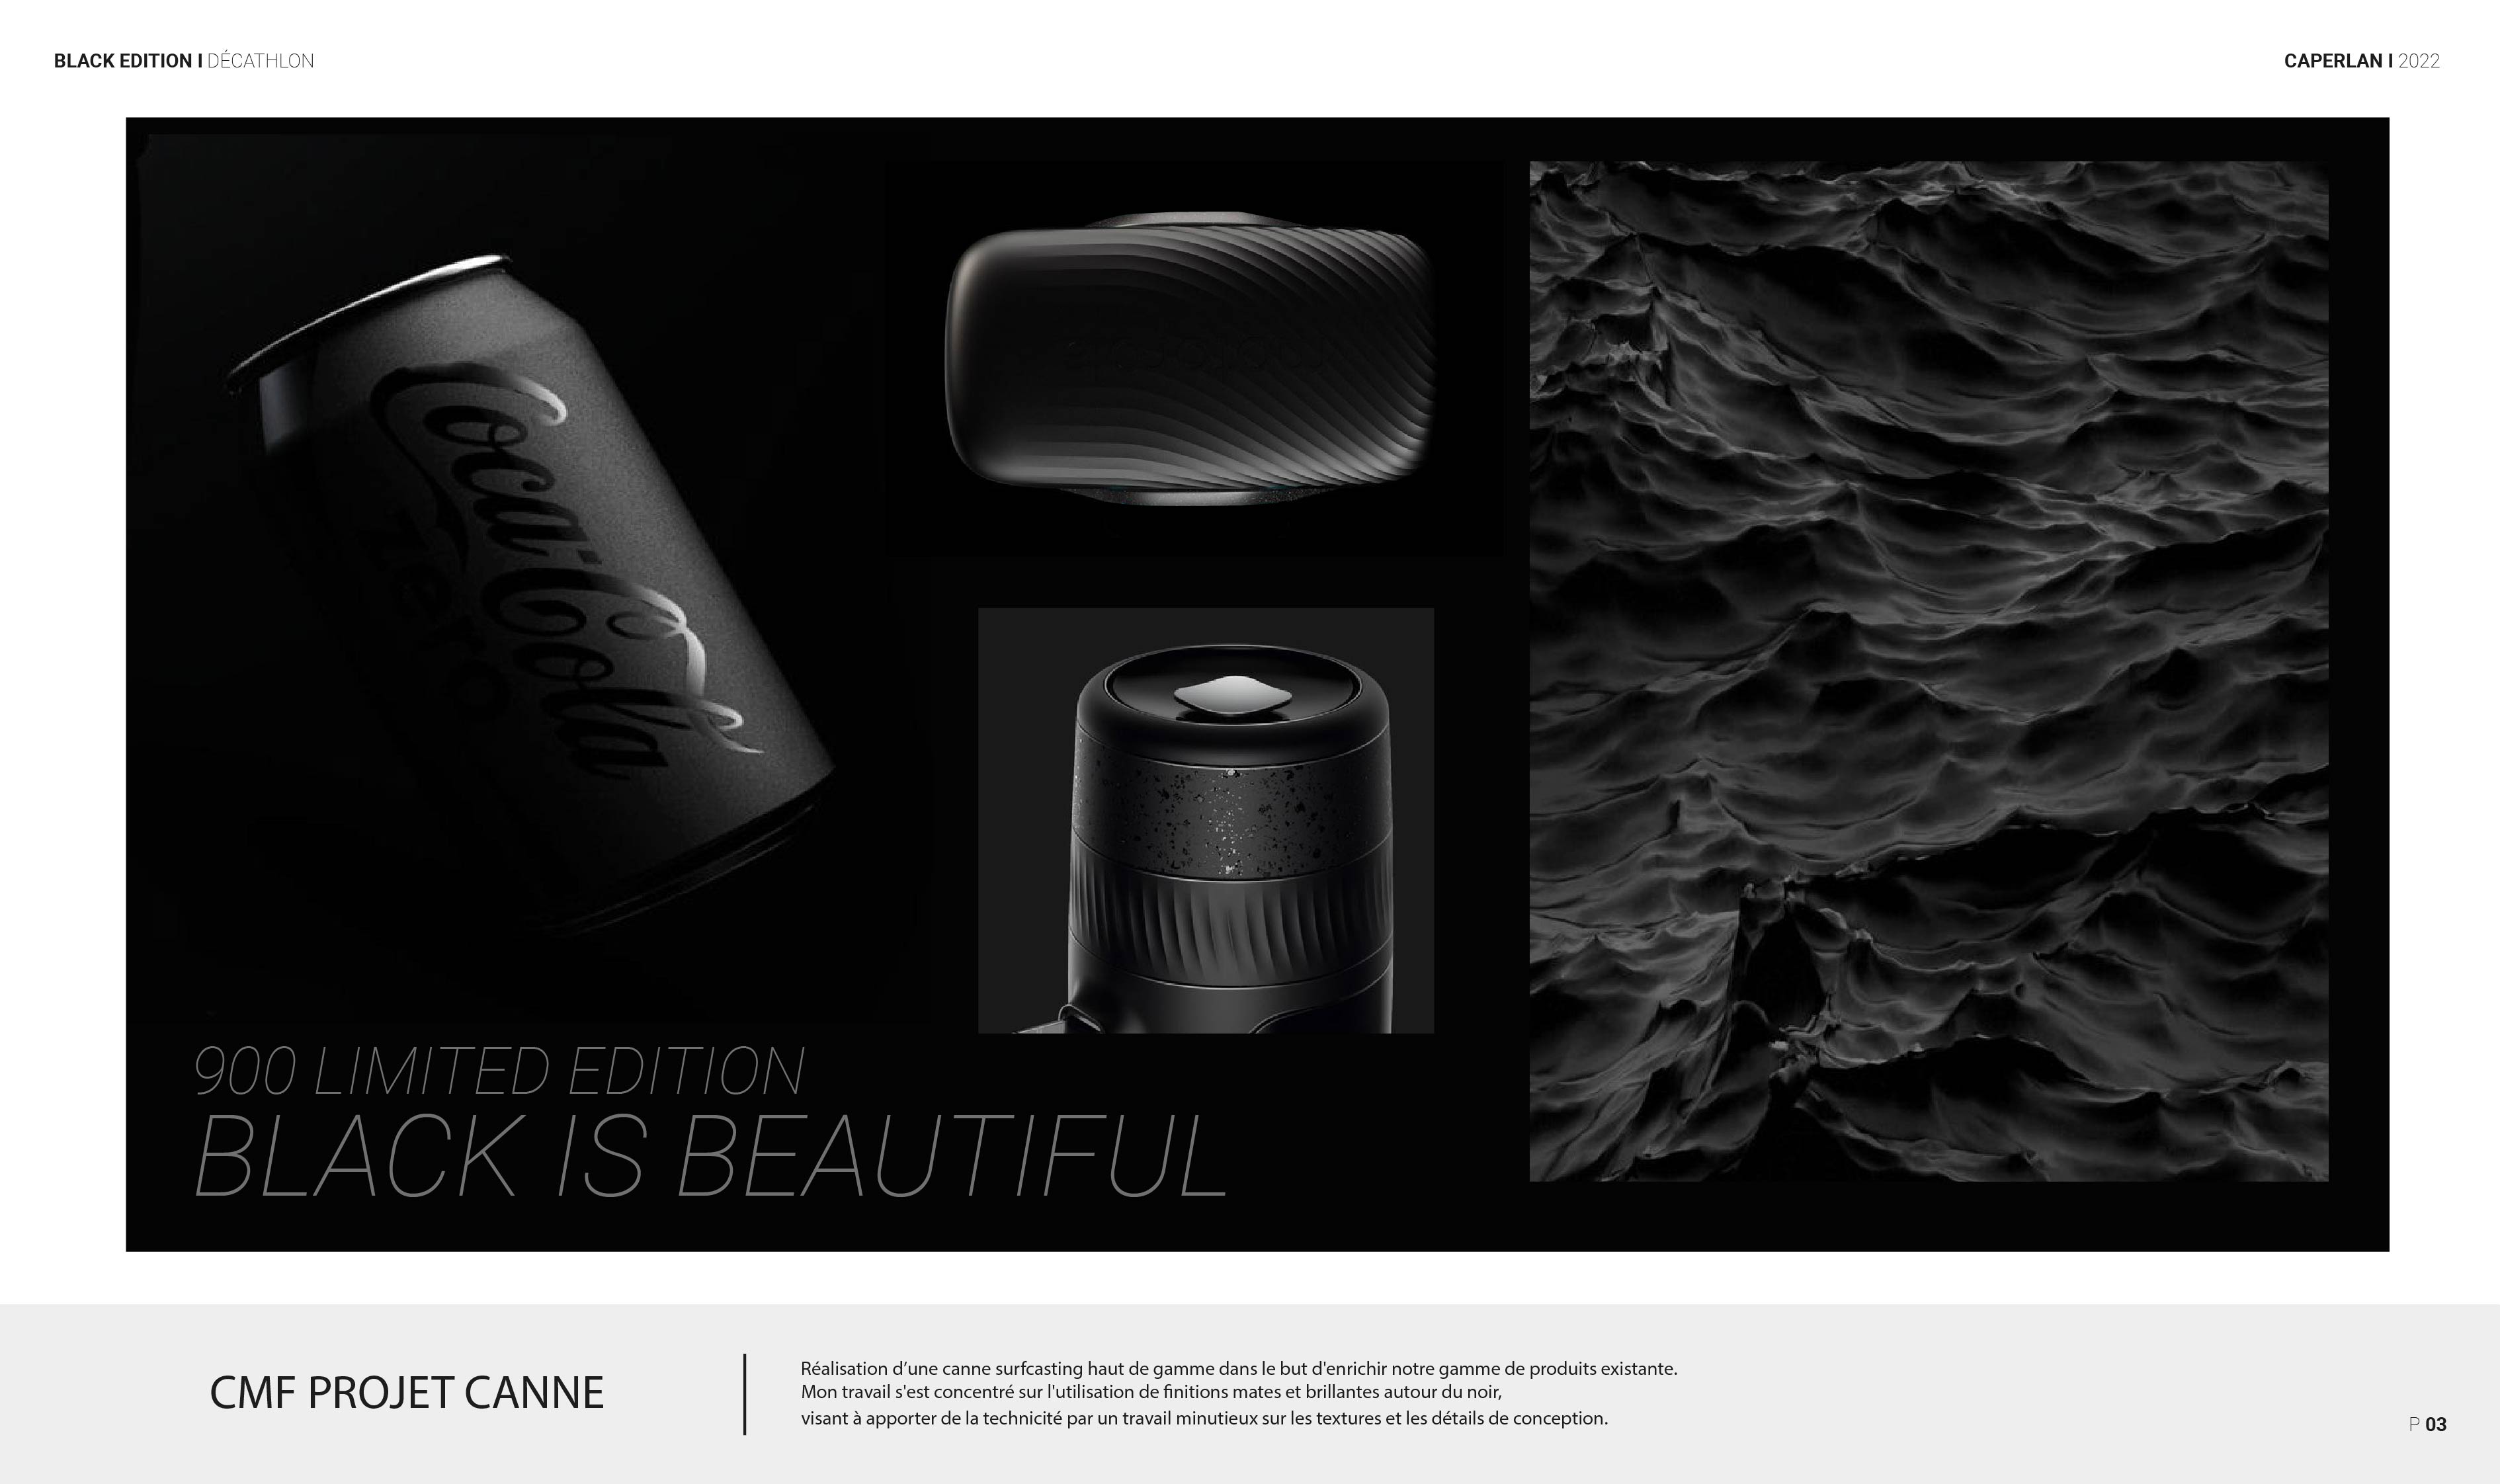 BLACK EDITION I DÉCATHLON
CAPERLAN I 2022
Coca-Cola
zero
900 LIMITED EDITION
BLACK IS BEAUTIFUL
CMF PROJET CANNE
Réalisation d’une canne surfcasting haut de gamme dans le but d'enrichir notre gamme de produits existante.
Mon travail s'est concentré sur l'utilisation de finitions mates et brillantes autour du noir,
visant à apporter de la technicité par un travail minutieux sur les textures et les détails de conception.
P 03